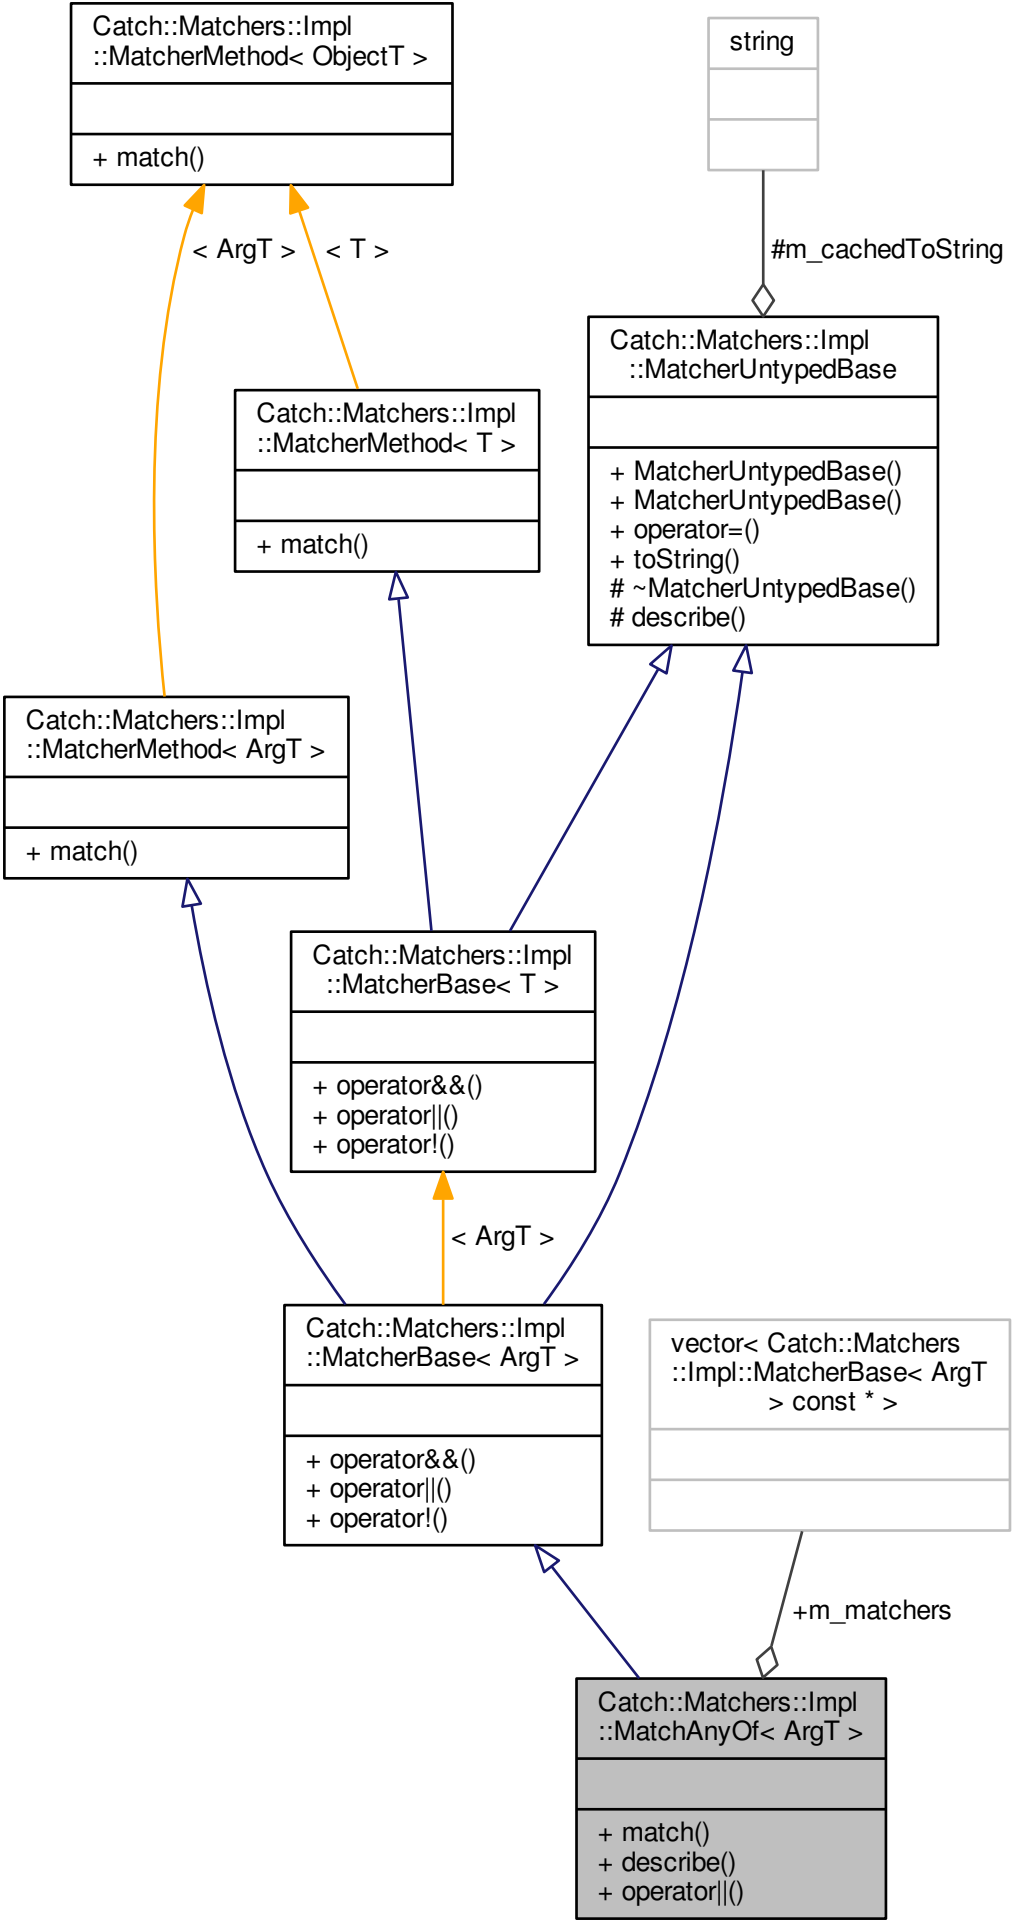 Catch::Matchers::Impl
::MatcherMethod< ObjectT >
+ match()
string
< ArgT >
< T >
#m_cachedToString
Catch::Matchers::Impl
::MatcherUntypedBase
+ MatcherUntypedBase()
+ MatcherUntypedBase()
+ operator=()
+ toString()
# ~MatcherUntypedBase()
# describe()
Catch::Matchers::Impl
::MatcherMethod< T >
+ match()
Catch::Matchers::Impl
::MatcherMethod< ArgT >
+ match()
Catch::Matchers::Impl
::MatcherBase< T >
+ operator&&()
+ operator||()
+ operator!()
< ArgT >
Catch::Matchers::Impl
::MatcherBase< ArgT >
+ operator&&()
+ operator||()
+ operator!()
vector< Catch::Matchers
::Impl::MatcherBase< ArgT
> const * >
+m_matchers
Catch::Matchers::Impl
::MatchAnyOf< ArgT >
+ match()
+ describe()
+ operator||()